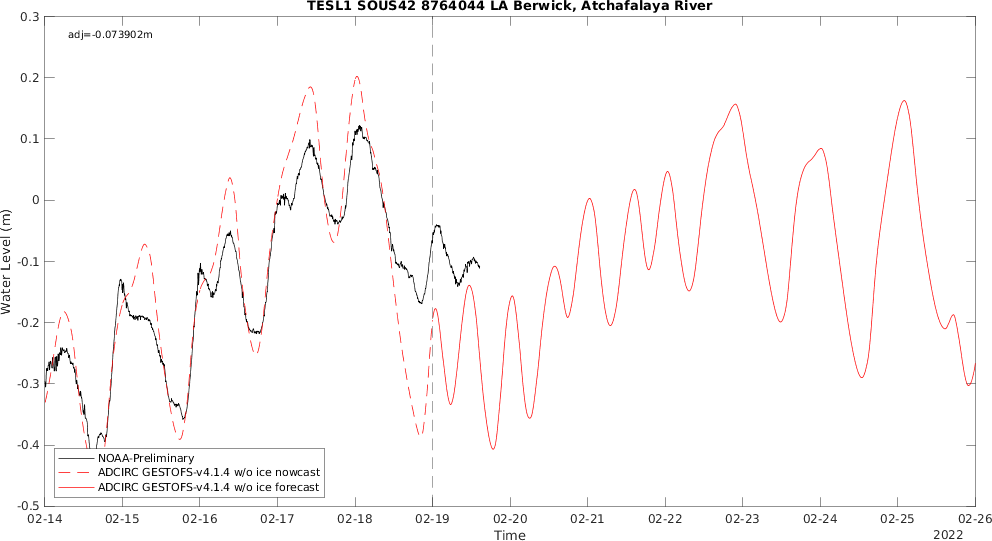 TESL1 SOUS42 8764044 LA Berwick, Atchafalaya River
adj=-0.073902m
0.3
0.2
0.1
0
-0.1
-0.2
-0.3
-0.4
-0.5
Water Level (m)
NOAA-Preliminary
ADCIRC GESTOFS-v4.1.4 w/o ice nowcast
ADCIRC GESTOFS-v4.1.4 w/o ice forecast
02-14 02-15 02-16 02-17 02-18 02-19 02-20 02-21 02-22 02-23 02-24 02-25 02-26
Time
2022